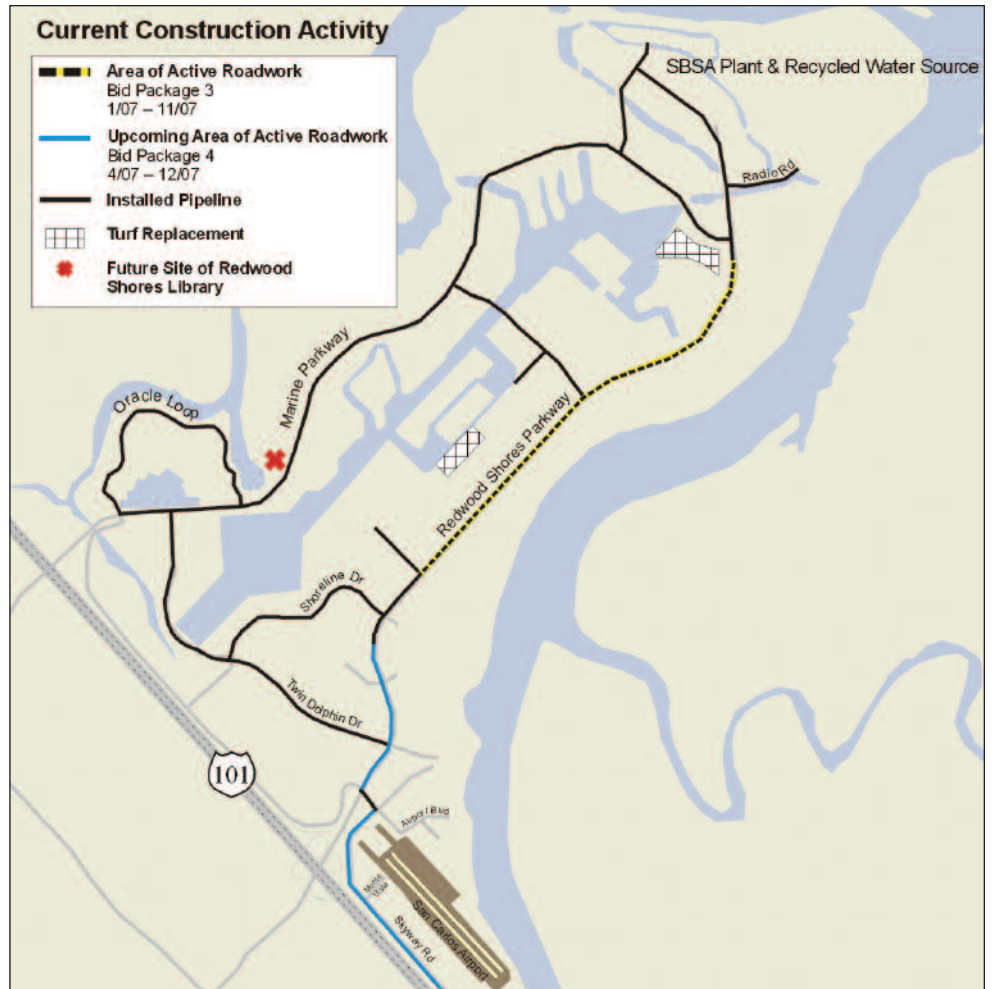 Current Construction Activity
Area of Active Roadwork
Bid Package 3
1/07 – 11/07
Upcoming Area of Active Roadwork
Bid Package 4
4/07 – 12/07
Installed Pipeline
Turf Replacement
Future Site of Redwood
Shores Library
SBSA Plant & Recycled Water Source
Radio Rd
Marine Parkway
Oracle Loop
Redwood Shores Parkway
Shoreline Dr
Twin Dolphin Dr
101
Airport Blvd
San Carlos Airport
Skyway Rd